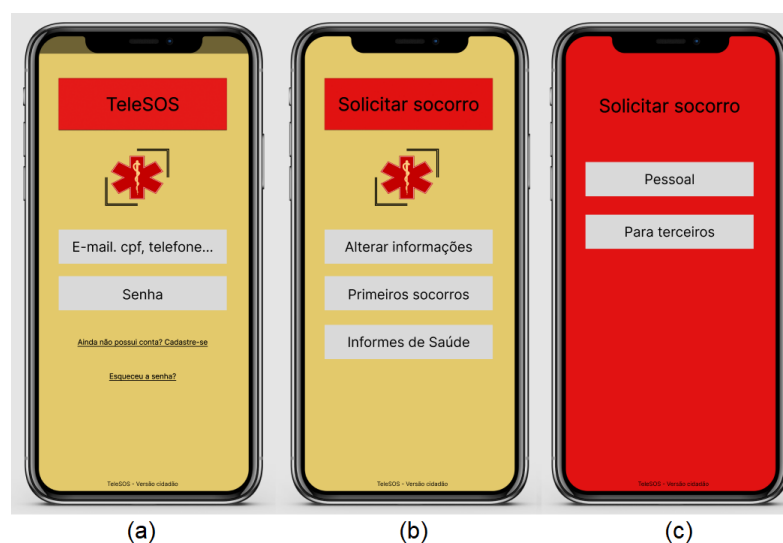 TeleSOS
E-mail. cpf, telefone...
Senha
Ainda não possui conta? Cadastre-se
Esqueceu a senha?
TeleSOS - Versão cidadão
(a)
Solicitar socorro
Alterar informações
Primeiros socorros
Informes de Saúde
TeleSOS - Versão cidadão
(b)
Solicitar socorro
Pessoal
Para terceiros
TeleSOS - Versão cidadão
(c)